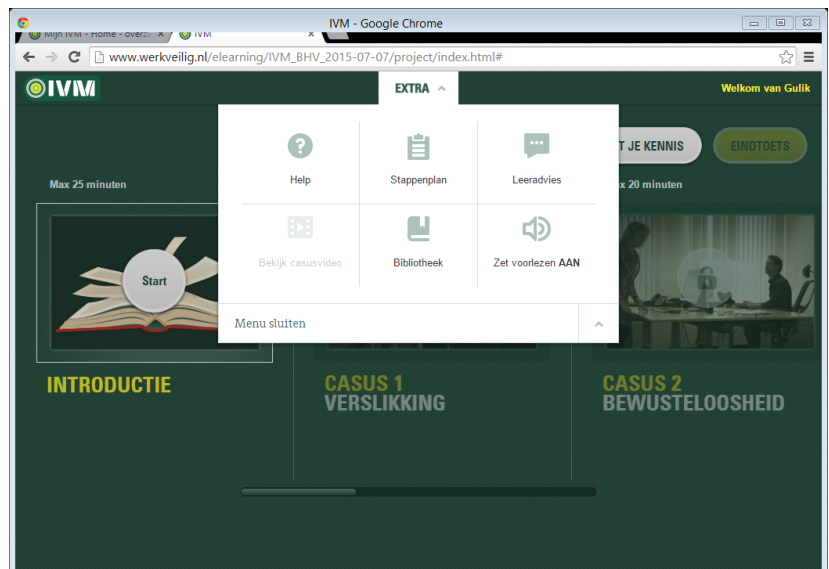 IVM - Google Chrome
Mijn IVM - Home - overzi
IVM
www.werkveilig.nl/elearning/IVM_BHV_2015-07-07/project/index.html#
IVM
EXTRA
Welkom van Gulik
T JE KENNIS
EINDTOETS
Help
Stappenplan
Leeradvies
Max 25 minuten
x 20 minuten
Bekijk casusvideo
Bibliotheek
Zet voorlezen AAN
Start
Menu sluiten
INTRODUCTIE
CASUS 1
VERSLIKKING
CASUS 2
BEWUSTELOOSHEID